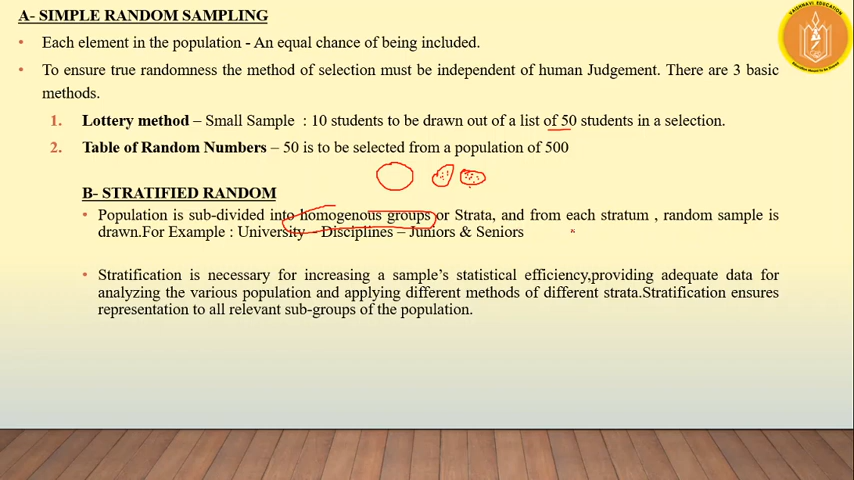 A- SIMPLE RANDOM SAMPLING
• Each element in the population - An equal chance of being included.
• To ensure true randomness the method of selection must be independent of human Judgement. There are 3 basic
methods.
1. Lottery method – Small Sample : 10 students to be drawn out of a list of 50 students in a selection.
2. Table of Random Numbers – 50 is to be selected from a population of 500
B- STRATIFIED RANDOM
• Population is sub-divided into homogenous groups or Strata, and from each stratum , random sample is
drawn.For Example : University – Disciplines – Juniors & Seniors
• Stratification is necessary for increasing a sample's statistical efficiency,providing adequate data for
analyzing the various population and applying different methods of different strata.Stratification ensures
representation to all relevant sub-groups of the population.
VAISHNAVI EDUCATION